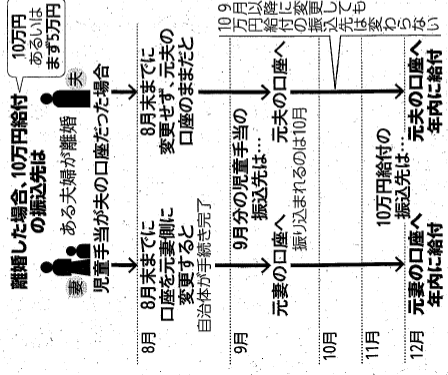 離婚した場合、10万円給付
の振込先は
10万円
あるいは
まず5万円
妻
夫
ある夫婦が離婚
児童手当が夫の口座だった場合
8月
8月末までに
口座を元妻側に
変更すると
自治体が手続き完了
8月末までに
変更せず、元夫の
口座のままだと
9月
9月分の児童手当の
振込先は…
元妻の口座へ
元夫の口座へ
振り込まれるのは10月
9月以降に変更しても
10万円給付の振込先は
変わらない
10月
11月
10万円給付の
振込先は…
12月
元妻の口座へ
年内に給付
元夫の口座へ
年内に給付